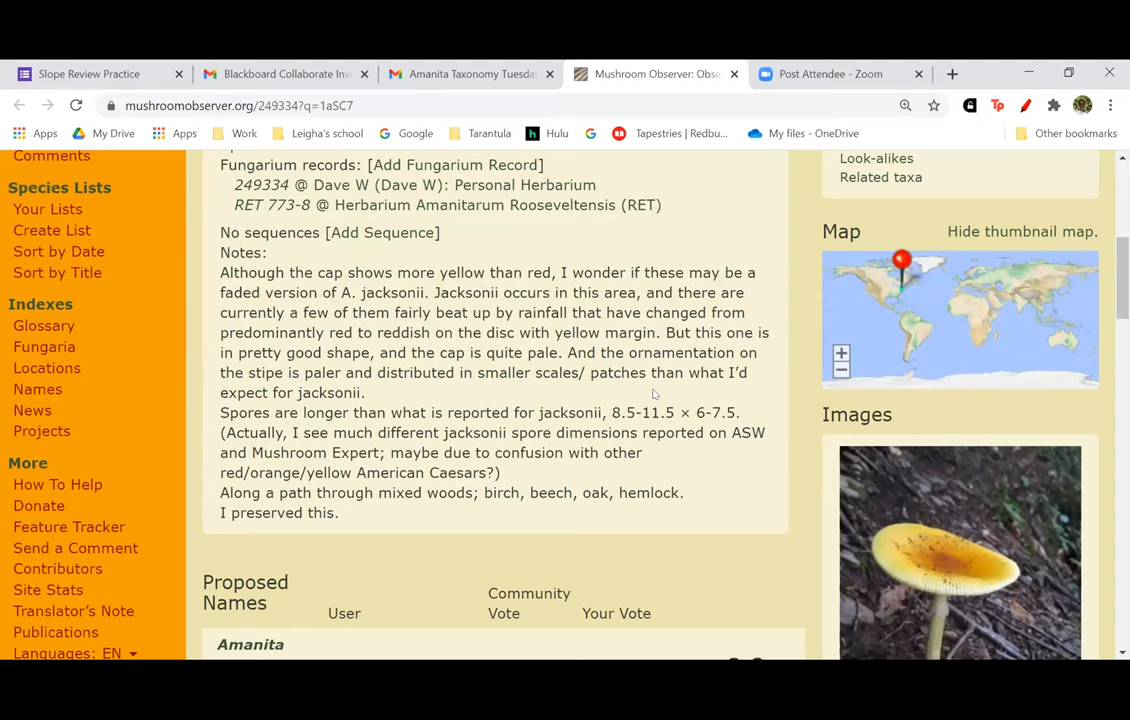 Slope Review Practice
Blackboard Collaborate Inv
Amanita Taxonomy Tuesda
Mushroom Observer: Obse
Post Attendee - Zoom
mushroomobserver.org/249334?q=1aSC7
Apps
My Drive
Apps
Work
Leigha's school
Google
Tarantula
Hulu
Tapestries | Redbu...
My files - OneDrive
Other bookmarks
Comments
Species Lists
Your Lists
Create List
Sort by Date
Sort by Title
Indexes
Glossary
Fungaria
Locations
Names
News
Projects
More
How To Help
Donate
Feature Tracker
Send a Comment
Contributors
Site Stats
Translator's Note
Publications
Languages: EN
Fungarium records: [Add Fungarium Record]
249334 @ Dave W (Dave W): Personal Herbarium
RET 773-8 @ Herbarium Amanitarum Rooseveltensis (RET)
No sequences [Add Sequence]
Notes:
Although the cap shows more yellow than red, I wonder if these may be a
faded version of A. jacksonii. Jacksonii occurs in this area, and there are
currently a few of them fairly beat up by rainfall that have changed from
predominantly red to reddish on the disc with yellow margin. But this one is
in pretty good shape, and the cap is quite pale. And the ornamentation on
the stipe is paler and distributed in smaller scales/ patches than what I'd
expect for jacksonii.
Spores are longer than what is reported for jacksonii, 8.5-11.5 × 6-7.5.
(Actually, I see much different jacksonii spore dimensions reported on ASW
and Mushroom Expert; maybe due to confusion with other
red/orange/yellow American Caesars?)
Along a path through mixed woods; birch, beech, oak, hemlock.
I preserved this.
Proposed
Names
User
Community
Vote
Your Vote
Amanita
Look-alikes
Related taxa
Map
Hide thumbnail map.
Images